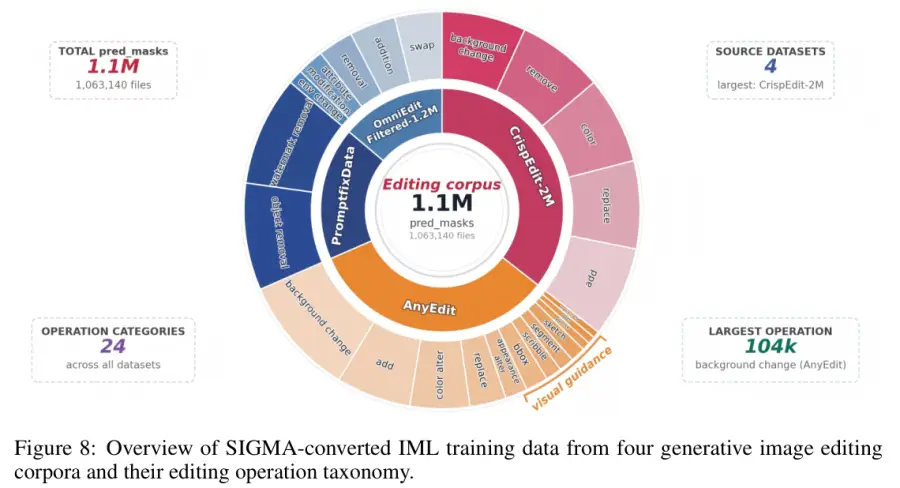 TOTAL pred_masks
1.1M
1,063,140 files
SOURCE DATASETS
4
largest: CrispEdit-2M
OPERATION CATEGORIES
24
across all datasets
LARGEST OPERATION
104k
background change (AnyEdit)
Editing corpus
1.1M
pred_masks
1,063,140 files
CrispEdit-2M
background
change
remove
color
replace
add
AnyEdit
sketch
segment
scribble
bbox
appearance
alter
replace
color alter
add
background change
visual guidance
PromptfixData
object removal
watermark removal
OmniEdit
Filtered-1.2M
env change
attribute
modification
removal
addition
swap
Figure 8: Overview of SIGMA-converted IML training data from four generative image editing
corpora and their editing operation taxonomy.